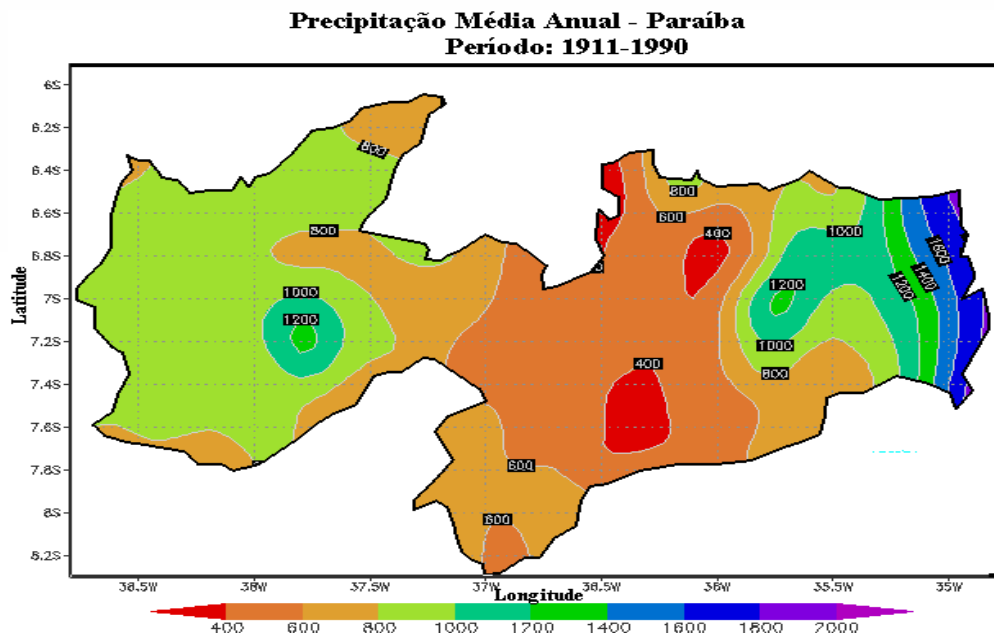 Precipitação Média Anual - Paraíba
Período: 1911-1990
Latitude
6S
6.2S
6.4S
6.6S
6.8S
7S
7.2S
7.4S
7.6S
7.8S
8S
8.2S
800
800
1000
1200
800
600
400
400
600
600
1000
1200
1000
800
1200
1400
1600
38.5W
38W
37.5W
37W
36.5W
36W
35.5W
35W
Longitude
400 600 800 1000 1200 1400 1600 1800 2000